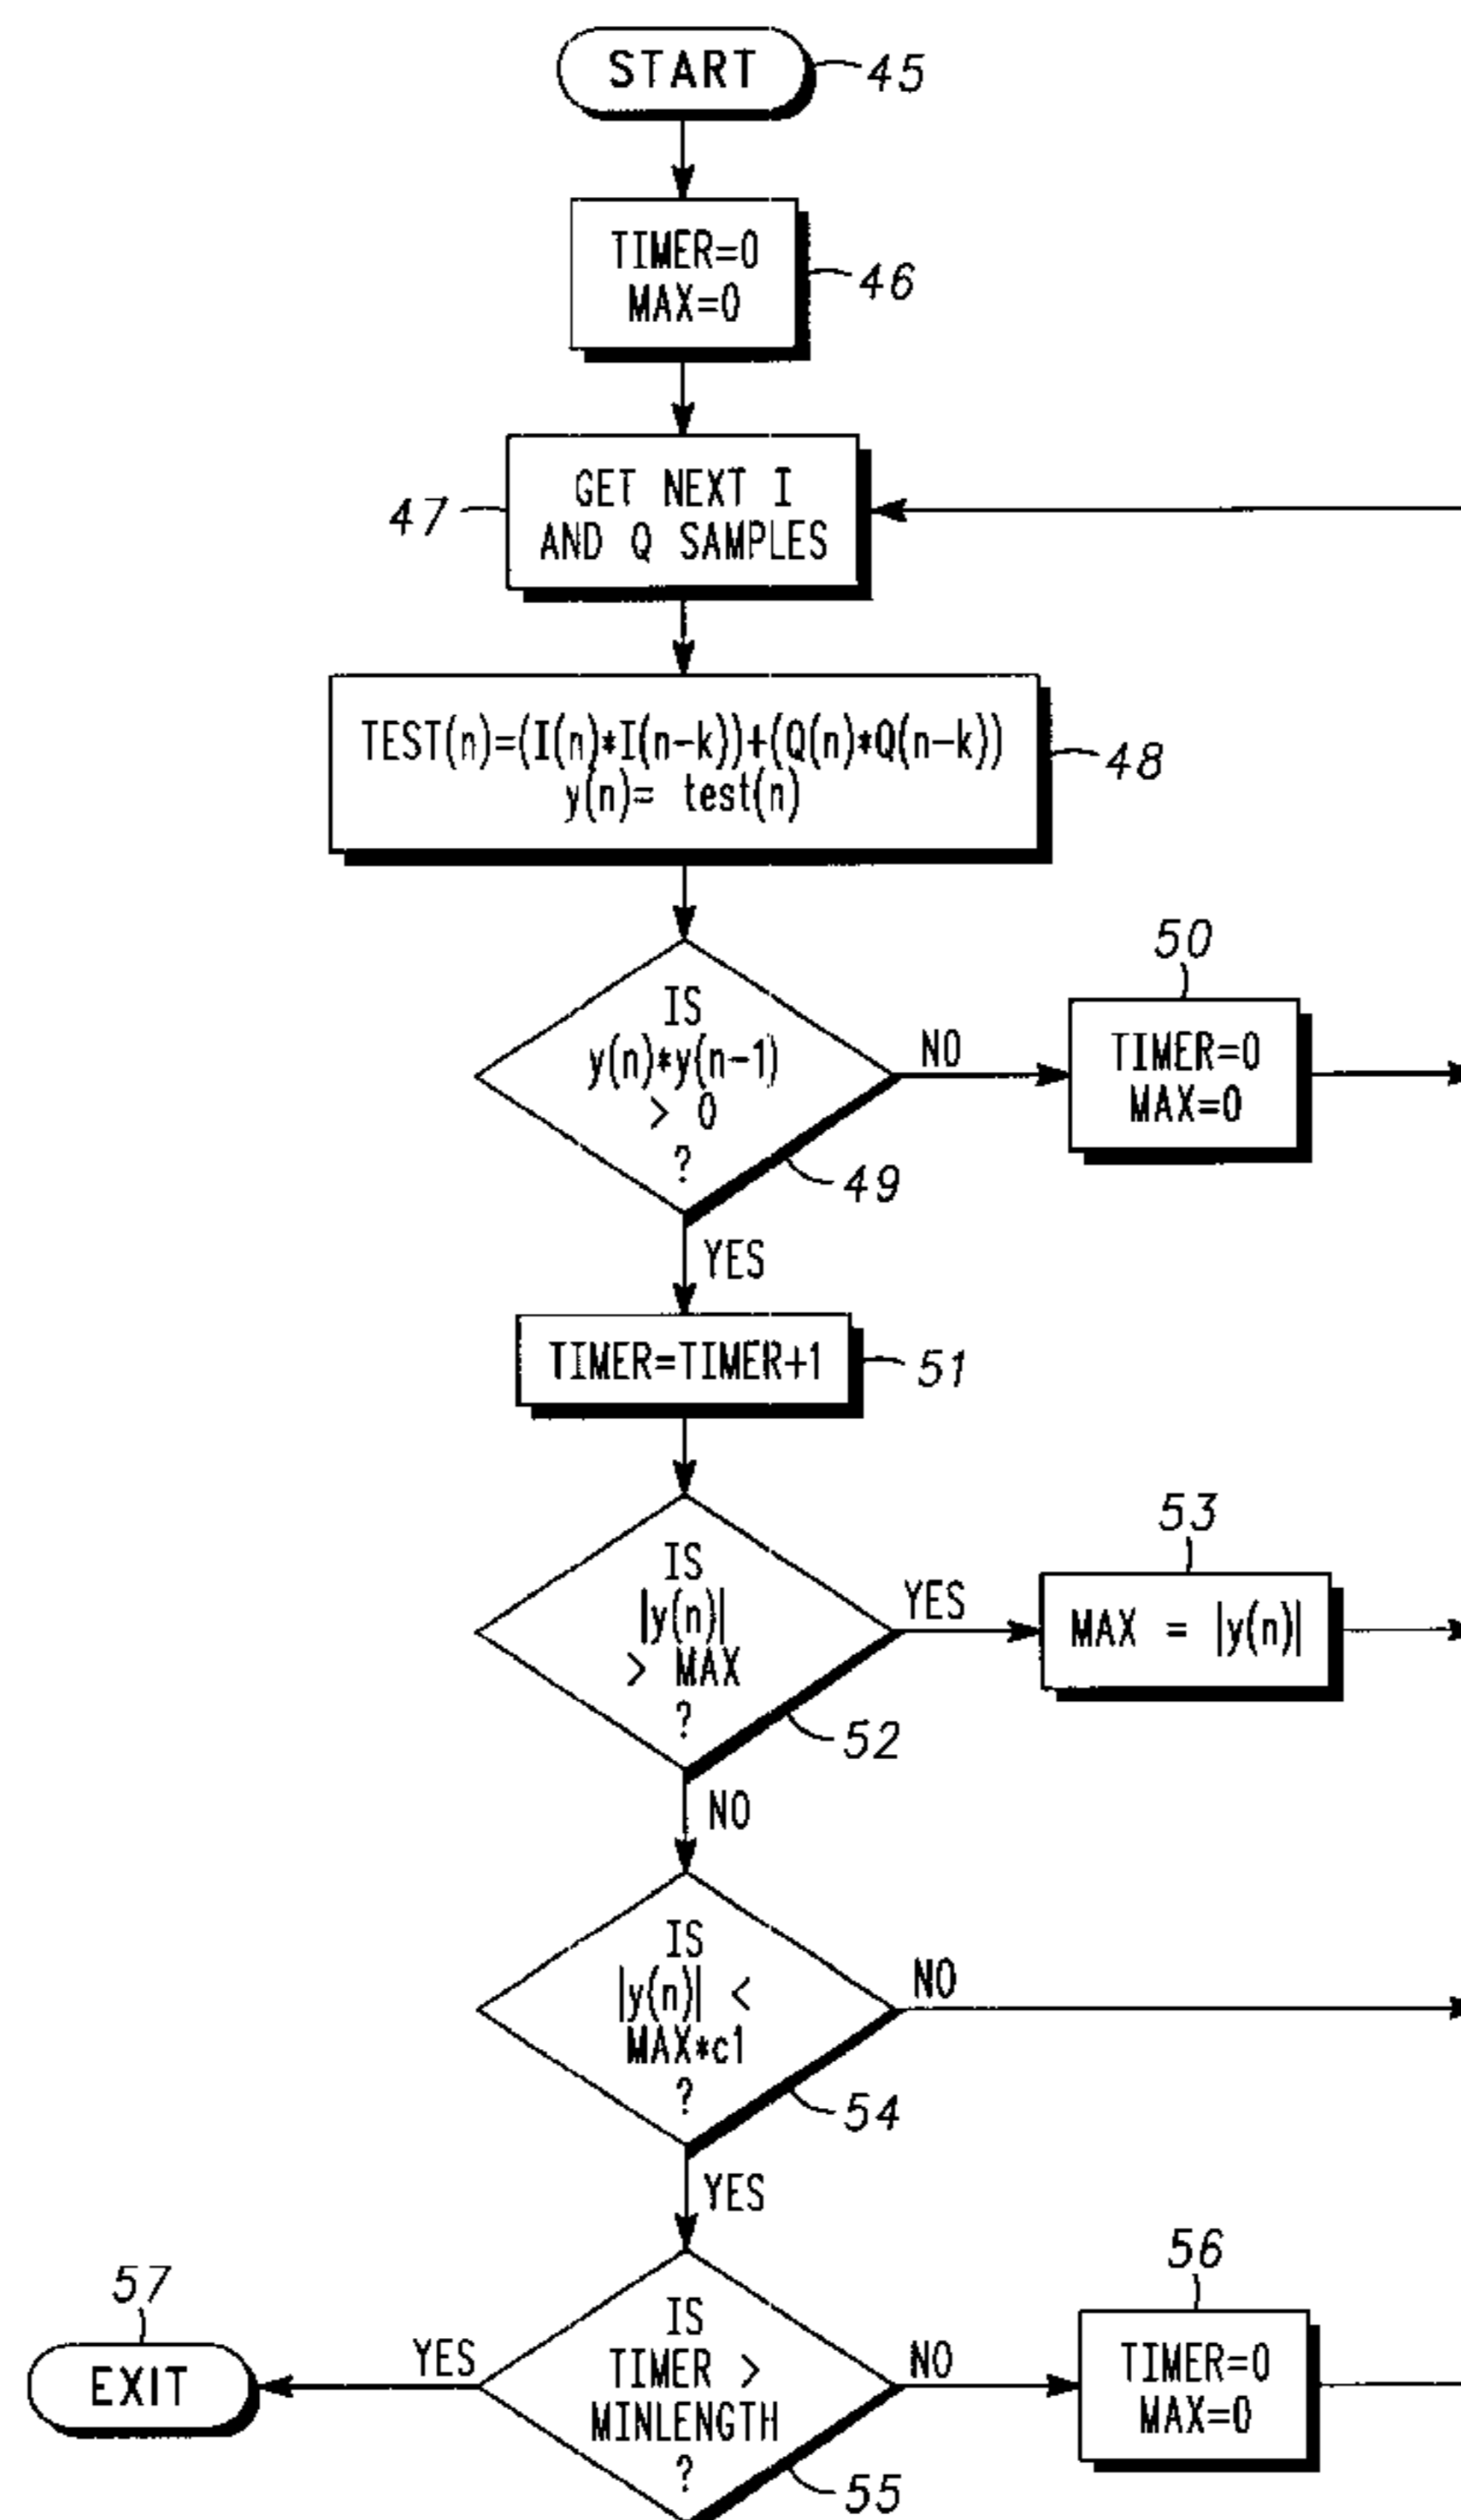 START
45
TIMER=0
MAX=0
46
GET NEXT I
AND Q SAMPLES
47
TEST(n)=(I(n)*I(n-k))+(Q(n)*Q(n-k))
y(n)= test(n)
48
IS
y(n)*y(n-1)
> 0
?
49
NO
50
TIMER=0
MAX=0
YES
TIMER=TIMER+1
51
IS
|y(n)|
> MAX
?
52
YES
53
MAX = |y(n)|
NO
IS
|y(n)| <
MAX*c1
?
54
NO
YES
IS
TIMER >
MINLENGTH
?
55
NO
56
TIMER=0
MAX=0
YES
57
EXIT